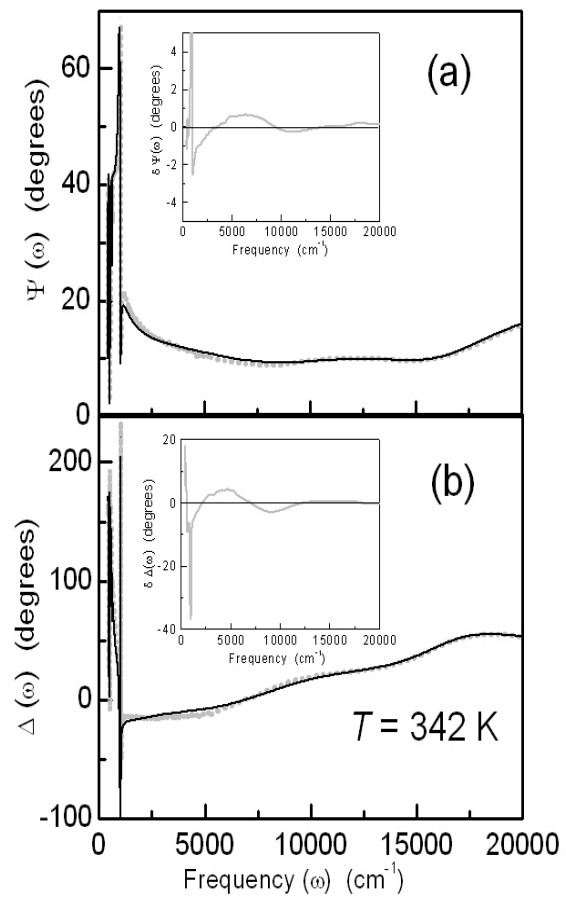 (a)
Ψ (ω) (degrees)
60
40
20
0
δ Ψ(ω) (degrees)
4
2
0
-2
-4
0 5000 10000 15000 20000
Frequency (cm-1)
(b)
Δ (ω) (degrees)
200
100
0
-100
δ Δ(ω) (degrees)
20
0
-20
-40
0 5000 10000 15000 20000
Frequency (cm-1)
T = 342 K
0 5000 10000 15000 20000
Frequency (ω) (cm-1)